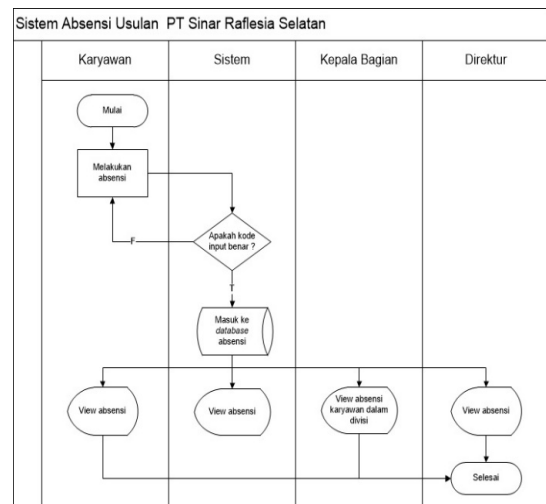 Sistem Absensi Usulan PT Sinar Raflesia Selatan
Karyawan
Sistem
Kepala Bagian
Direktur
Mulai
Melakukan
absensi
Apakah kode
input benar ?
F
T
Masuk ke
database
absensi
View absensi
View absensi
View absensi
karyawan dalam
divisi
View absensi
Selesai